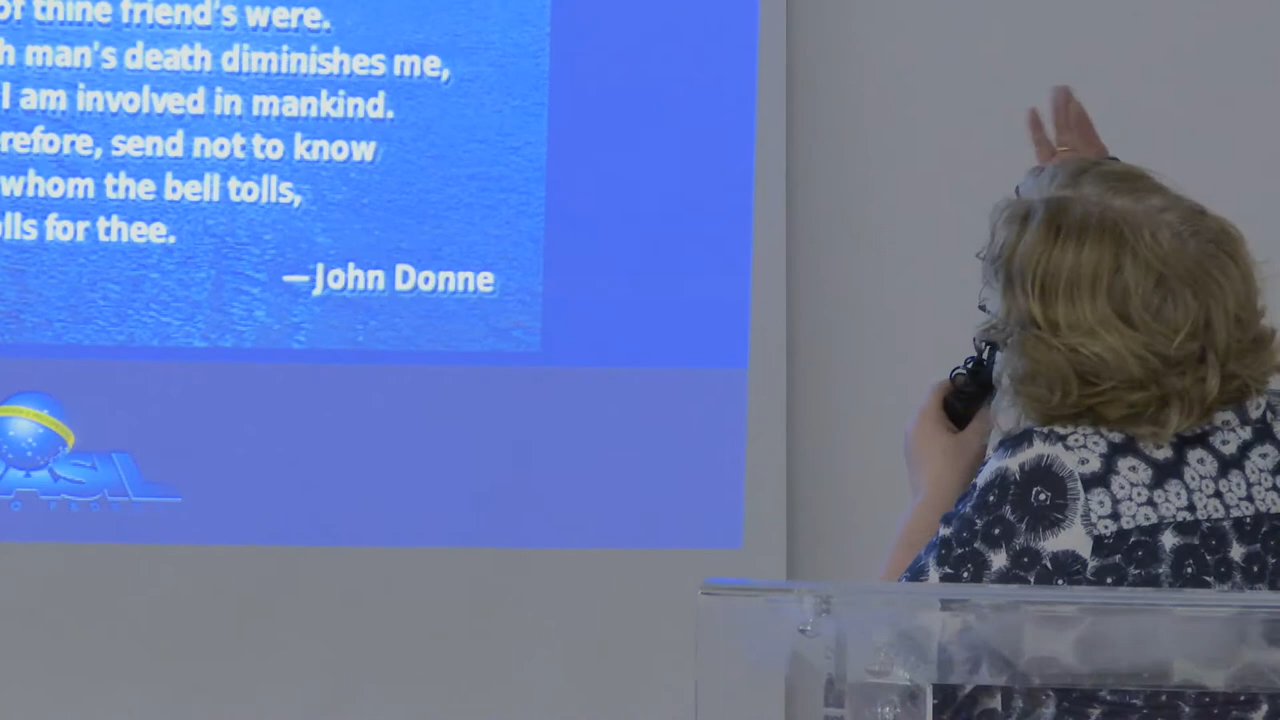 of thine friend's were.
h man's death diminishes me,
I am involved in mankind.
refore, send not to know
whom the bell tolls,
lls for thee.
—John Donne
ASIL